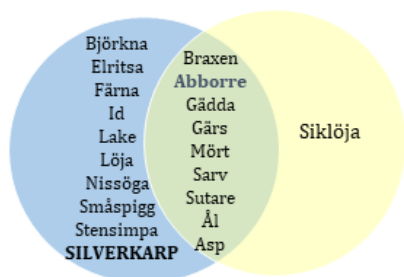 Björkna
Elritsa
Färna
Id
Lake
Löja
Nissöga
Småspigg
Stensimpa
SILVERKARP
Braxen
Abborre
Gädda
Gärs
Mört
Sarv
Sutare
Ål
Asp
Siklöja